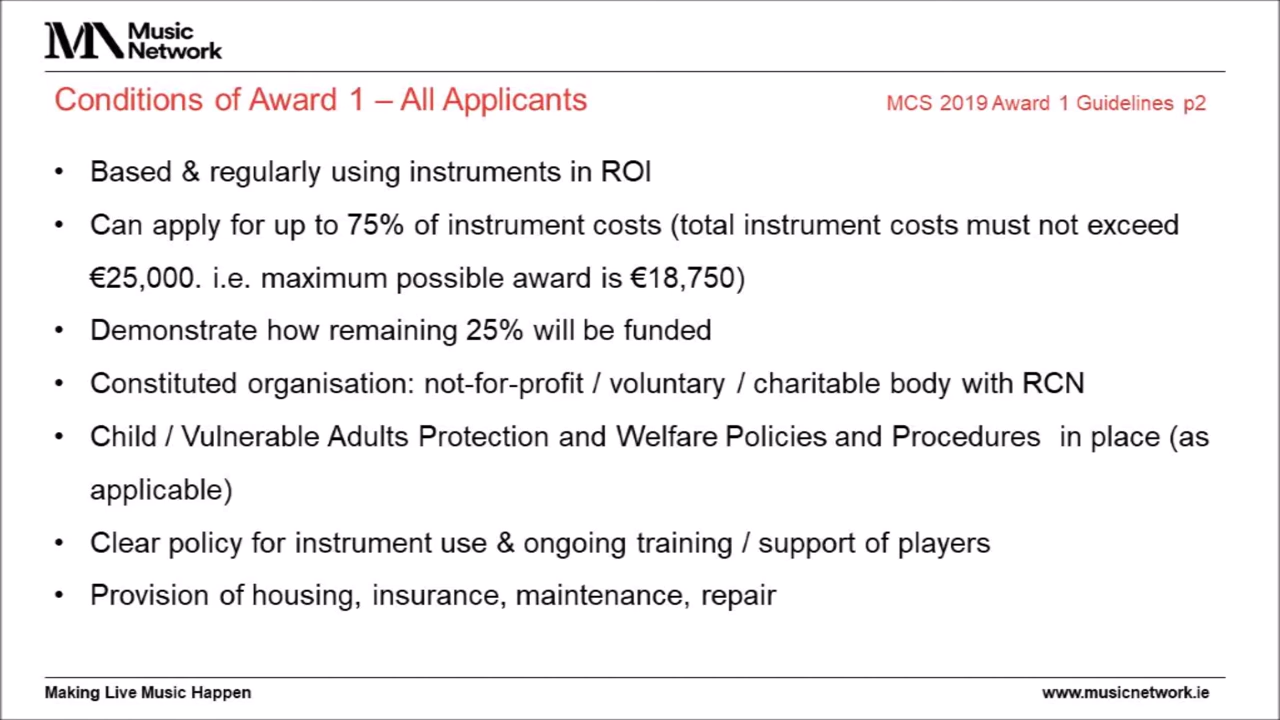 Music
Network
Conditions of Award 1 – All Applicants
MCS 2019 Award 1 Guidelines p2
• Based & regularly using instruments in ROI
• Can apply for up to 75% of instrument costs (total instrument costs must not exceed
€25,000. i.e. maximum possible award is €18,750)
• Demonstrate how remaining 25% will be funded
• Constituted organisation: not-for-profit / voluntary / charitable body with RCN
• Child / Vulnerable Adults Protection and Welfare Policies and Procedures in place (as
applicable)
• Clear policy for instrument use & ongoing training / support of players
• Provision of housing, insurance, maintenance, repair
Making Live Music Happen
www.musicnetwork.ie